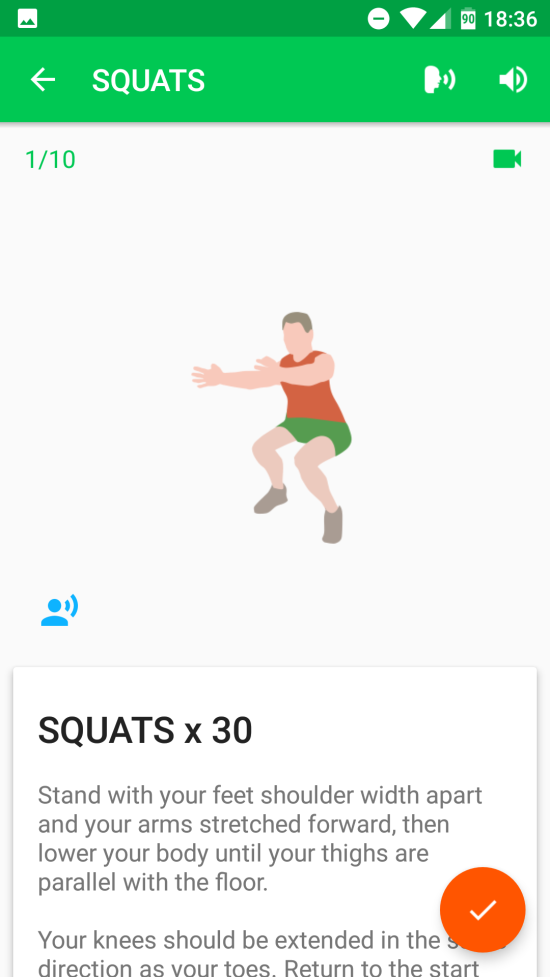 90 18:36
SQUATS
1/10
SQUATS x 30
Stand with your feet shoulder width apart
and your arms stretched forward, then
lower your body until your thighs are
parallel with the floor.
Your knees should be extended in the
direction as your toes. Return to the start